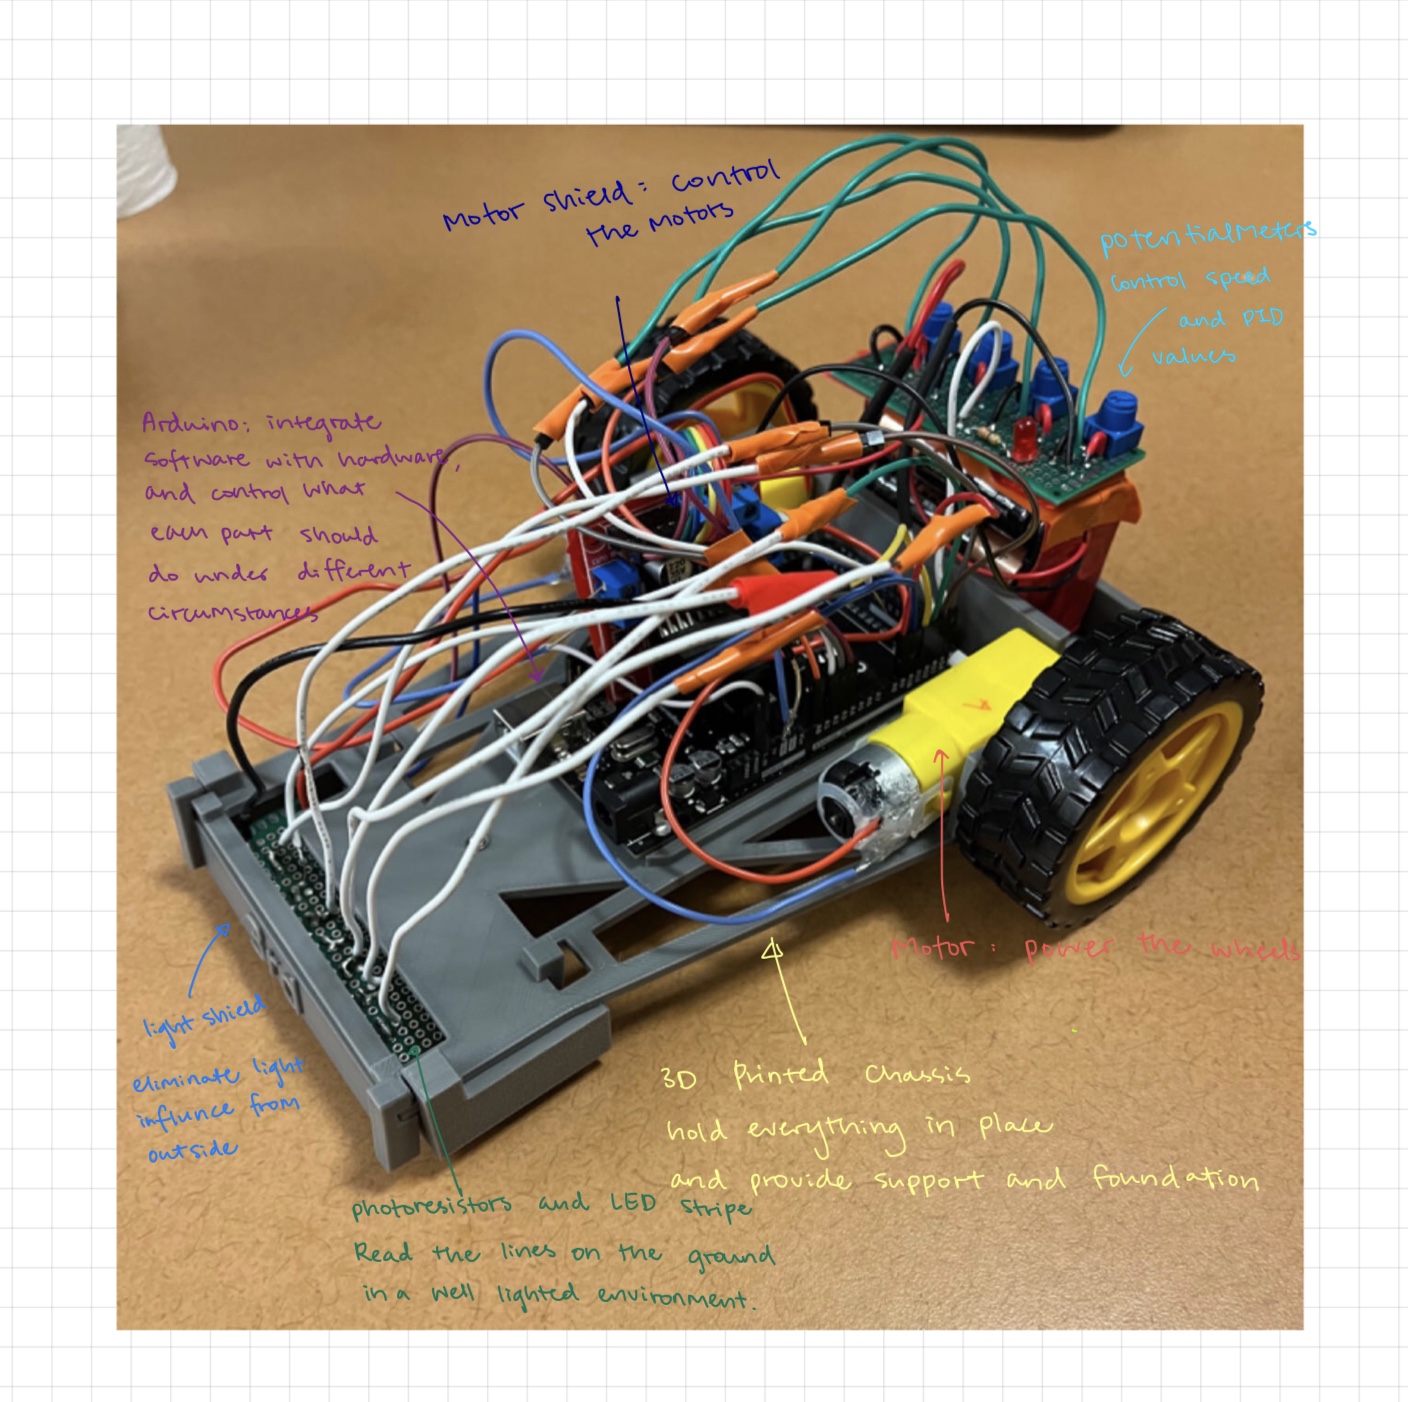 Motor shield: control
the Motors
potentialMeters
control speed
and PID
values
Arduino: integrate
software with hardware,
and control what
each part should
do under different
circumstances
Motor: power the wheels
light shield
eliminate light
influnce from
outside
3D Printed Chassis
hold everything in place
and provide support and foundation
photoresistors and LED stripe
Read the lines on the ground
in a well lighted environment.